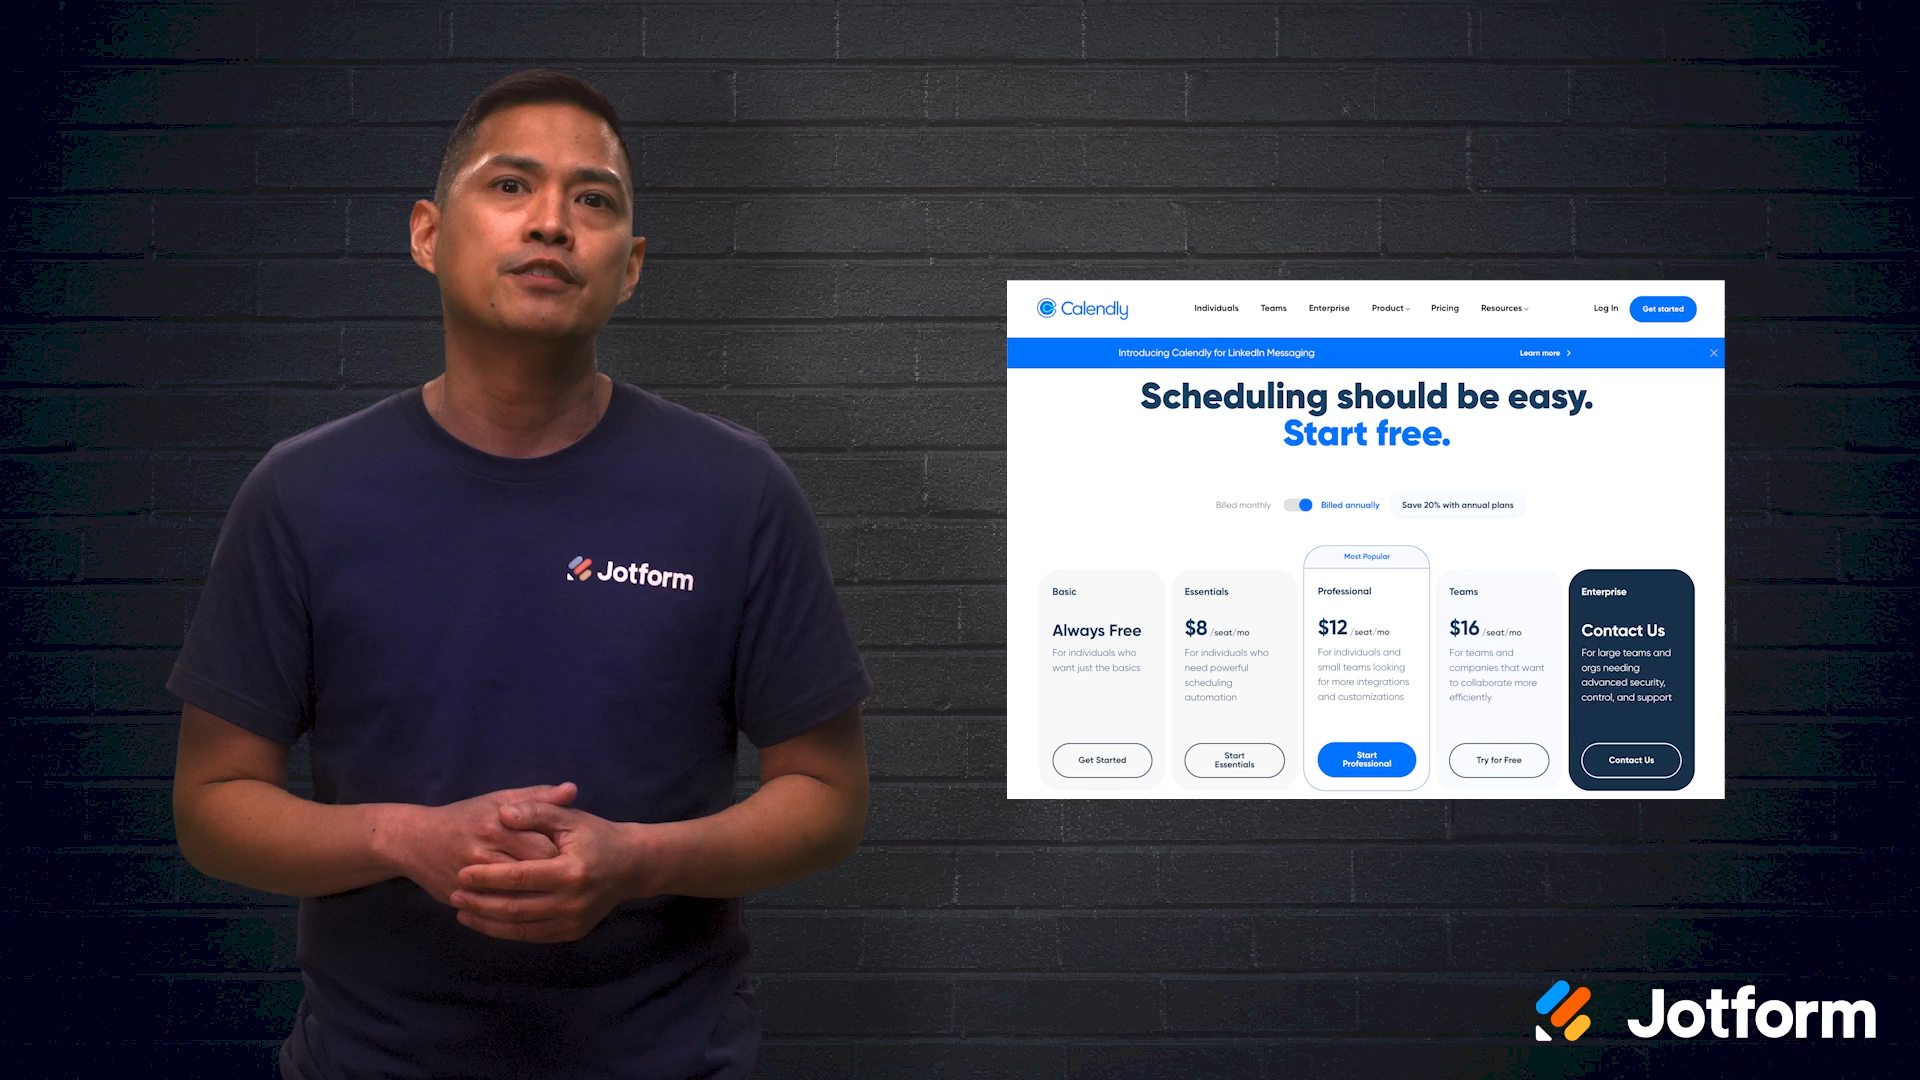 Jotform
Calendly
Individuals Teams Enterprise Product Pricing Resources Log In Get started
Introducing Calendly for LinkedIn Messaging Learn more
Scheduling should be easy.
Start free.
Billed monthly Billed annually Save 20% with annual plans
Basic
Always Free
For individuals who
want just the basics
Get Started
Essentials
$8 /seat/mo
For individuals who
need powerful
scheduling
automation
Start
Essentials
Most Popular
Professional
$12 /seat/mo
For individuals and
small teams looking
for more integrations
and customizations
Start
Professional
Teams
$16 /seat/mo
For teams and
companies that want
to collaborate more
efficiently
Try for Free
Enterprise
Contact Us
For large teams and
orgs needing
advanced security,
control, and support
Contact Us
Jotform